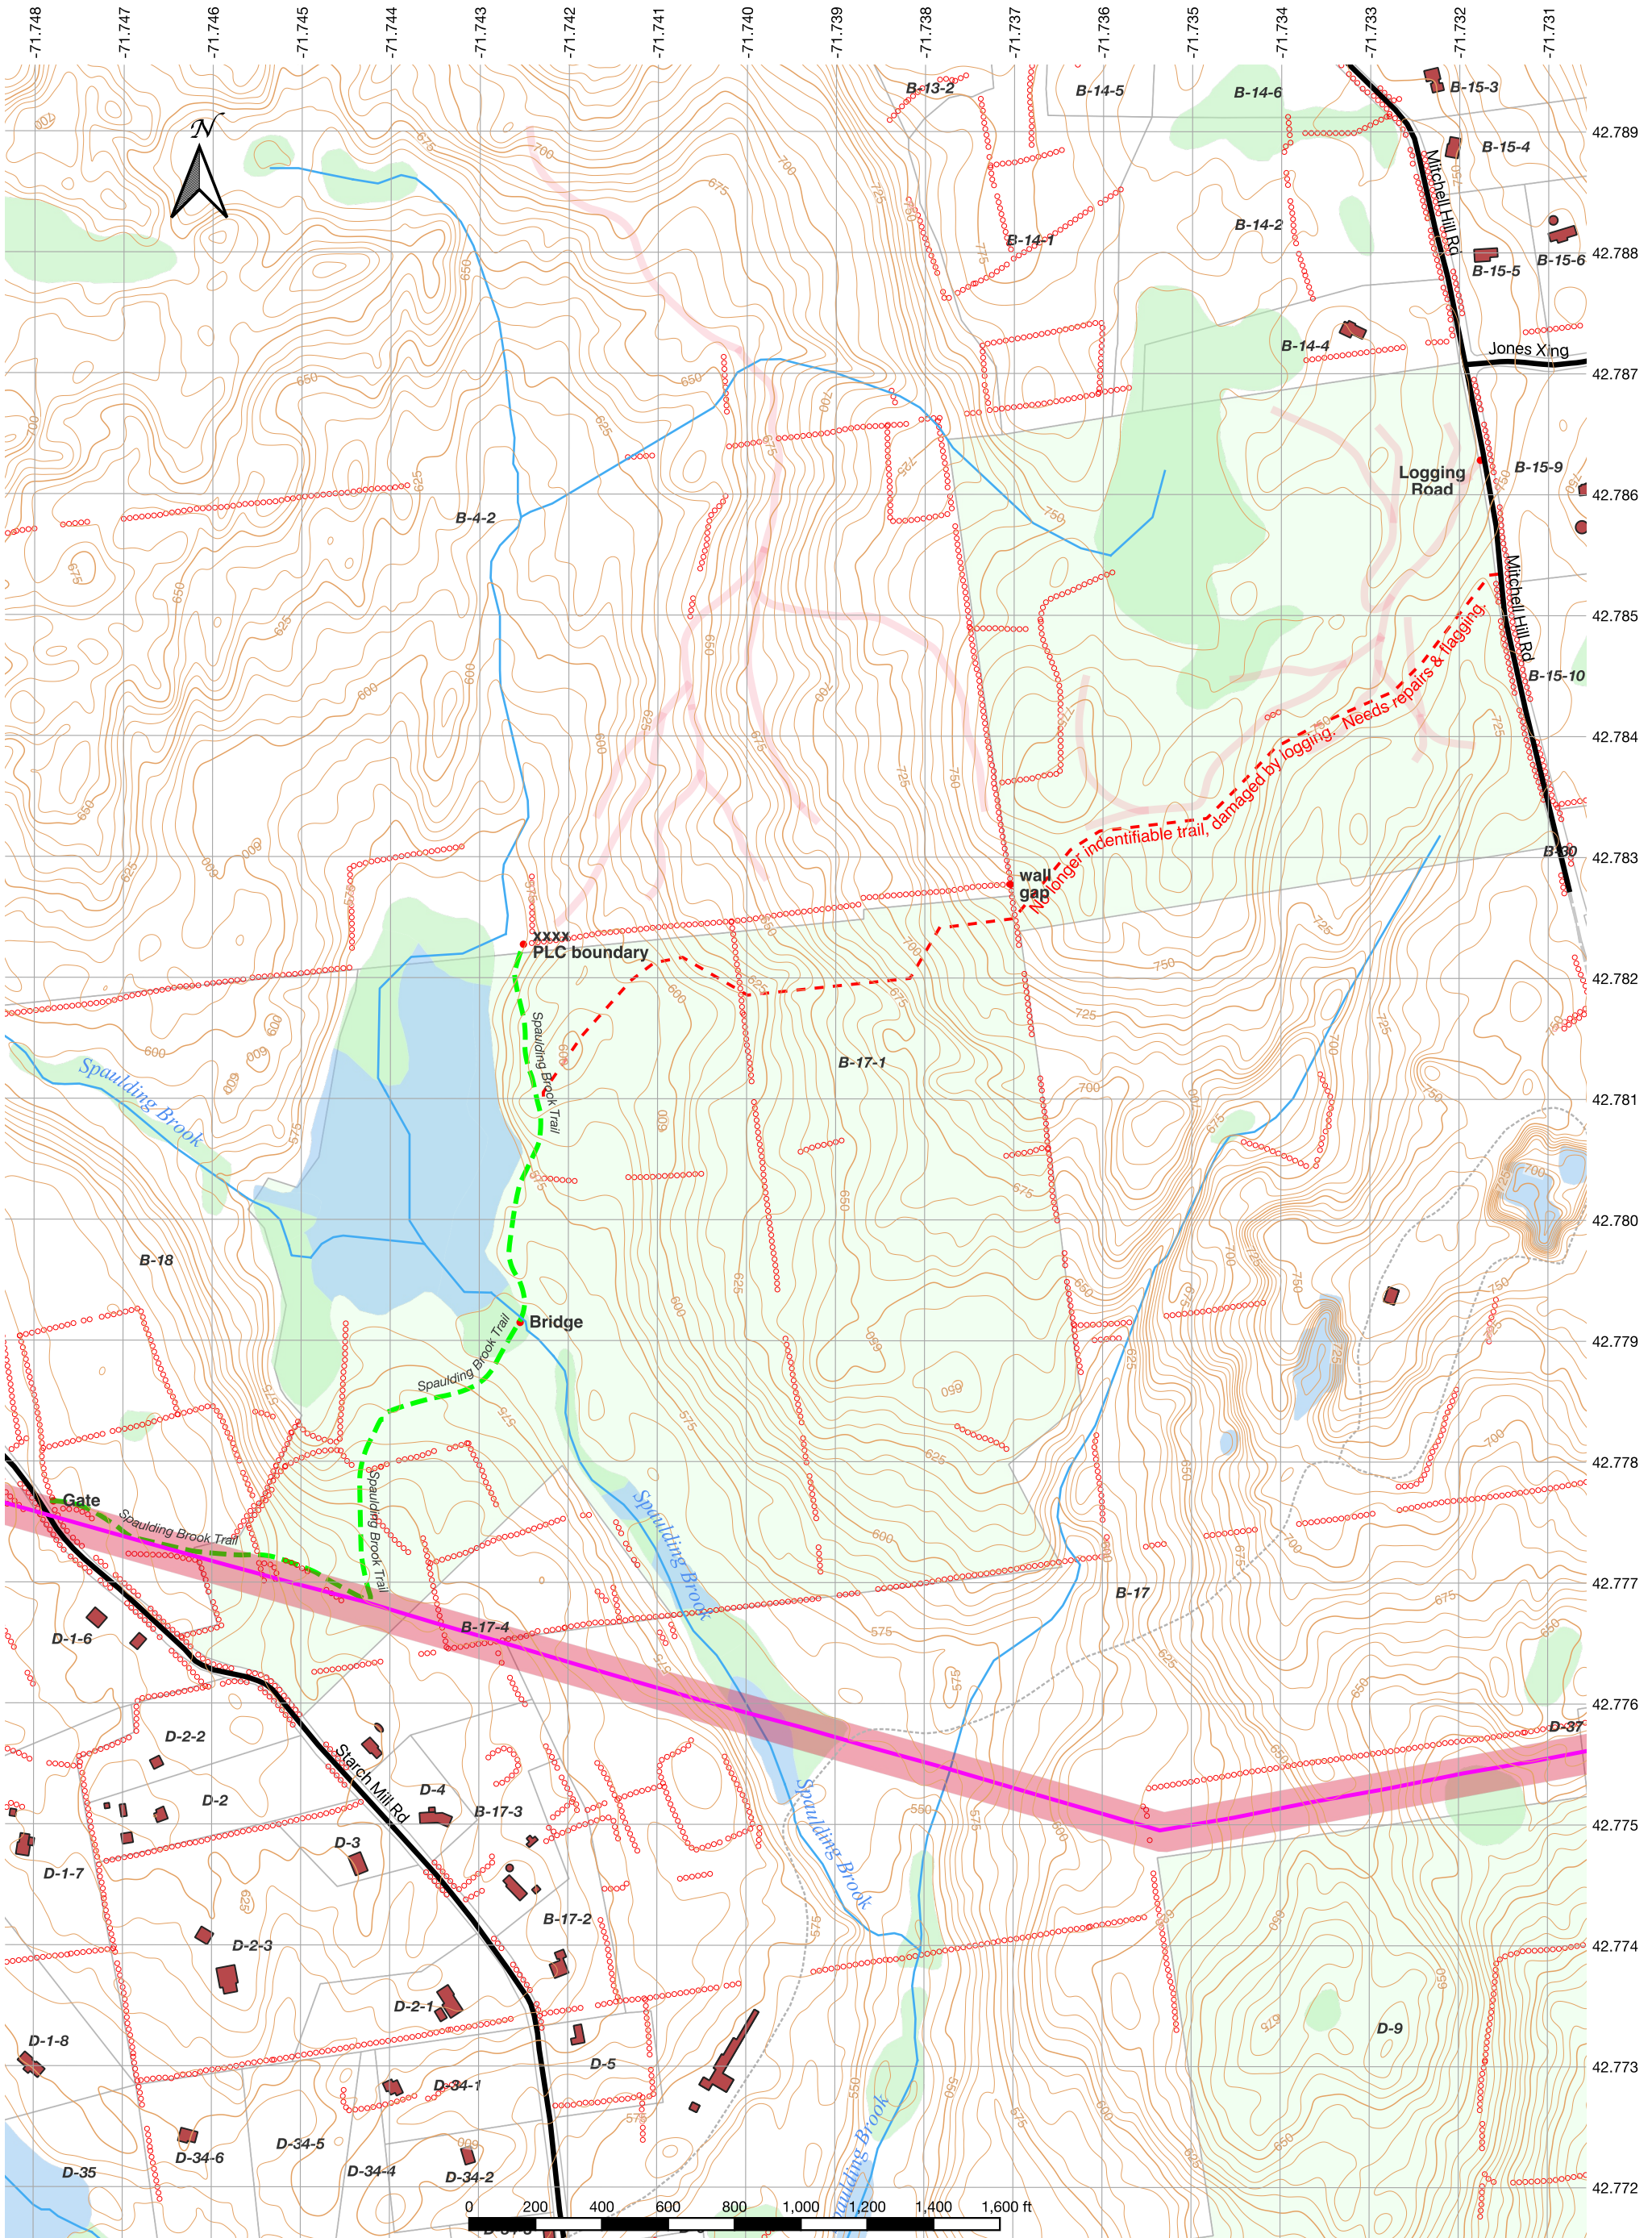 -71.748 -71.747 -71.746 -71.745 -71.744 -71.743 -71.742 -71.741 -71.740 -71.739 -71.738 -71.737 -71.736 -71.735 -71.734 -71.733 -71.732 -71.731
N
B-13-2
B-14-5
B-14-6
B-15-3
42.789
B-15-4
Mitchell Hill Rd
B-14-1
B-14-2
42.788
B-15-5
B-15-6
B-14-4
Jones Xing
42.787
Logging
Road
B-15-9
42.786
B-4-2
42.785
Mitchell Hill Rd
B-15-10
42.784
No longer indentifiable trail, damaged by logging. Needs repairs & flagging.
42.783
B-30
wall
gap
xxxx
PLC boundary
42.782
Spaulding Brook Trail
B-17-1
Spaulding Brook
42.781
42.780
B-18
Bridge
42.779
Spaulding Brook Trail
42.778
Gate
Spaulding Brook Trail
Spaulding Brook Trail
Spaulding Brook
42.777
B-17
B-17-4
D-1-6
42.776
D-2-2
D-37
Starch Mill Rd
D-4
D-2
B-17-3
Spaulding Brook
42.775
D-3
D-1-7
B-17-2
D-2-3
42.774
D-2-1
D-9
D-1-8
D-5
42.773
D-34-1
Spaulding Brook
D-34-5
D-34-6
D-34-4
D-34-2
D-35
42.772
0 200 400 600 800 1,000 1,200 1,400 1,600 ft